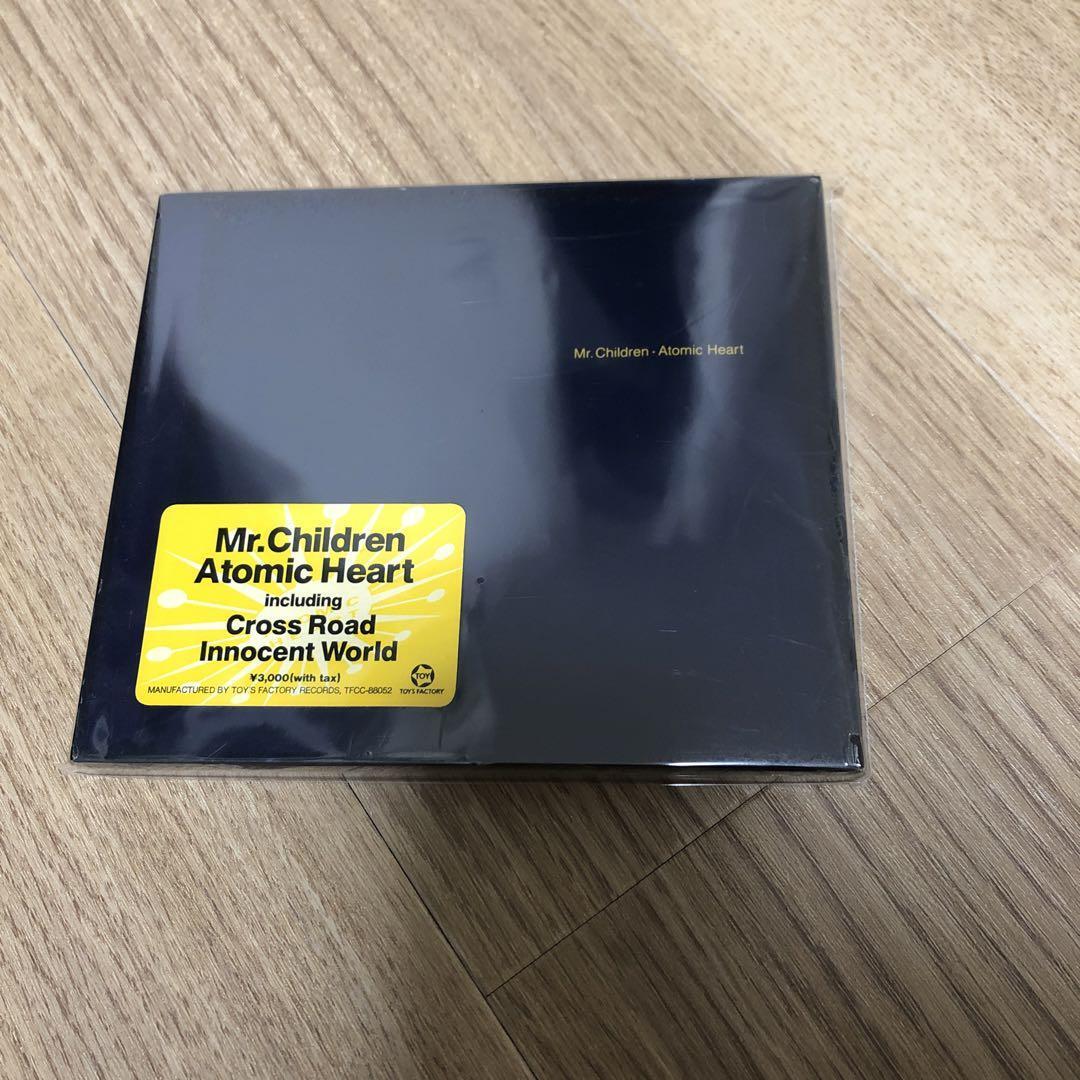 Mr. Children · Atomic Heart
Mr.Children
Atomic Heart
including
Cross Road
Innocent World
¥3,000(with tax)
MANUFACTURED BY TOY'S FACTORY RECORDS, TFCC-88052
TOY
TOY'S FACTORY